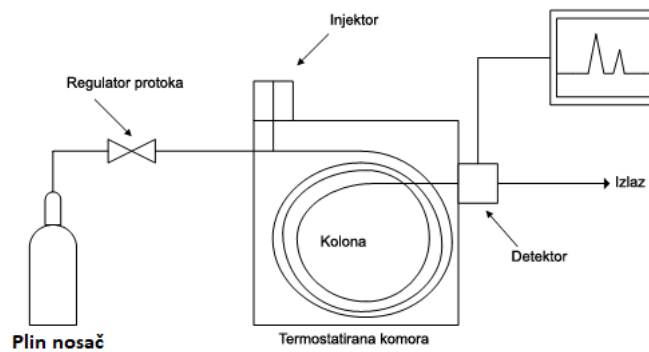 Injektor
Regulator protoka
Izlaz
Kolona
Detektor
Plin nosač
Termostatirana komora